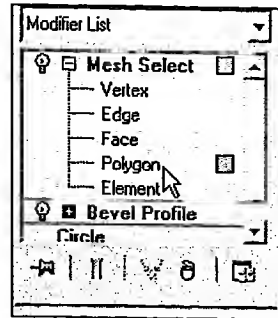 Modifier List
Mesh Select
Vertex
Edge
Face
Polygon
Element
Bevel Profile
Circle